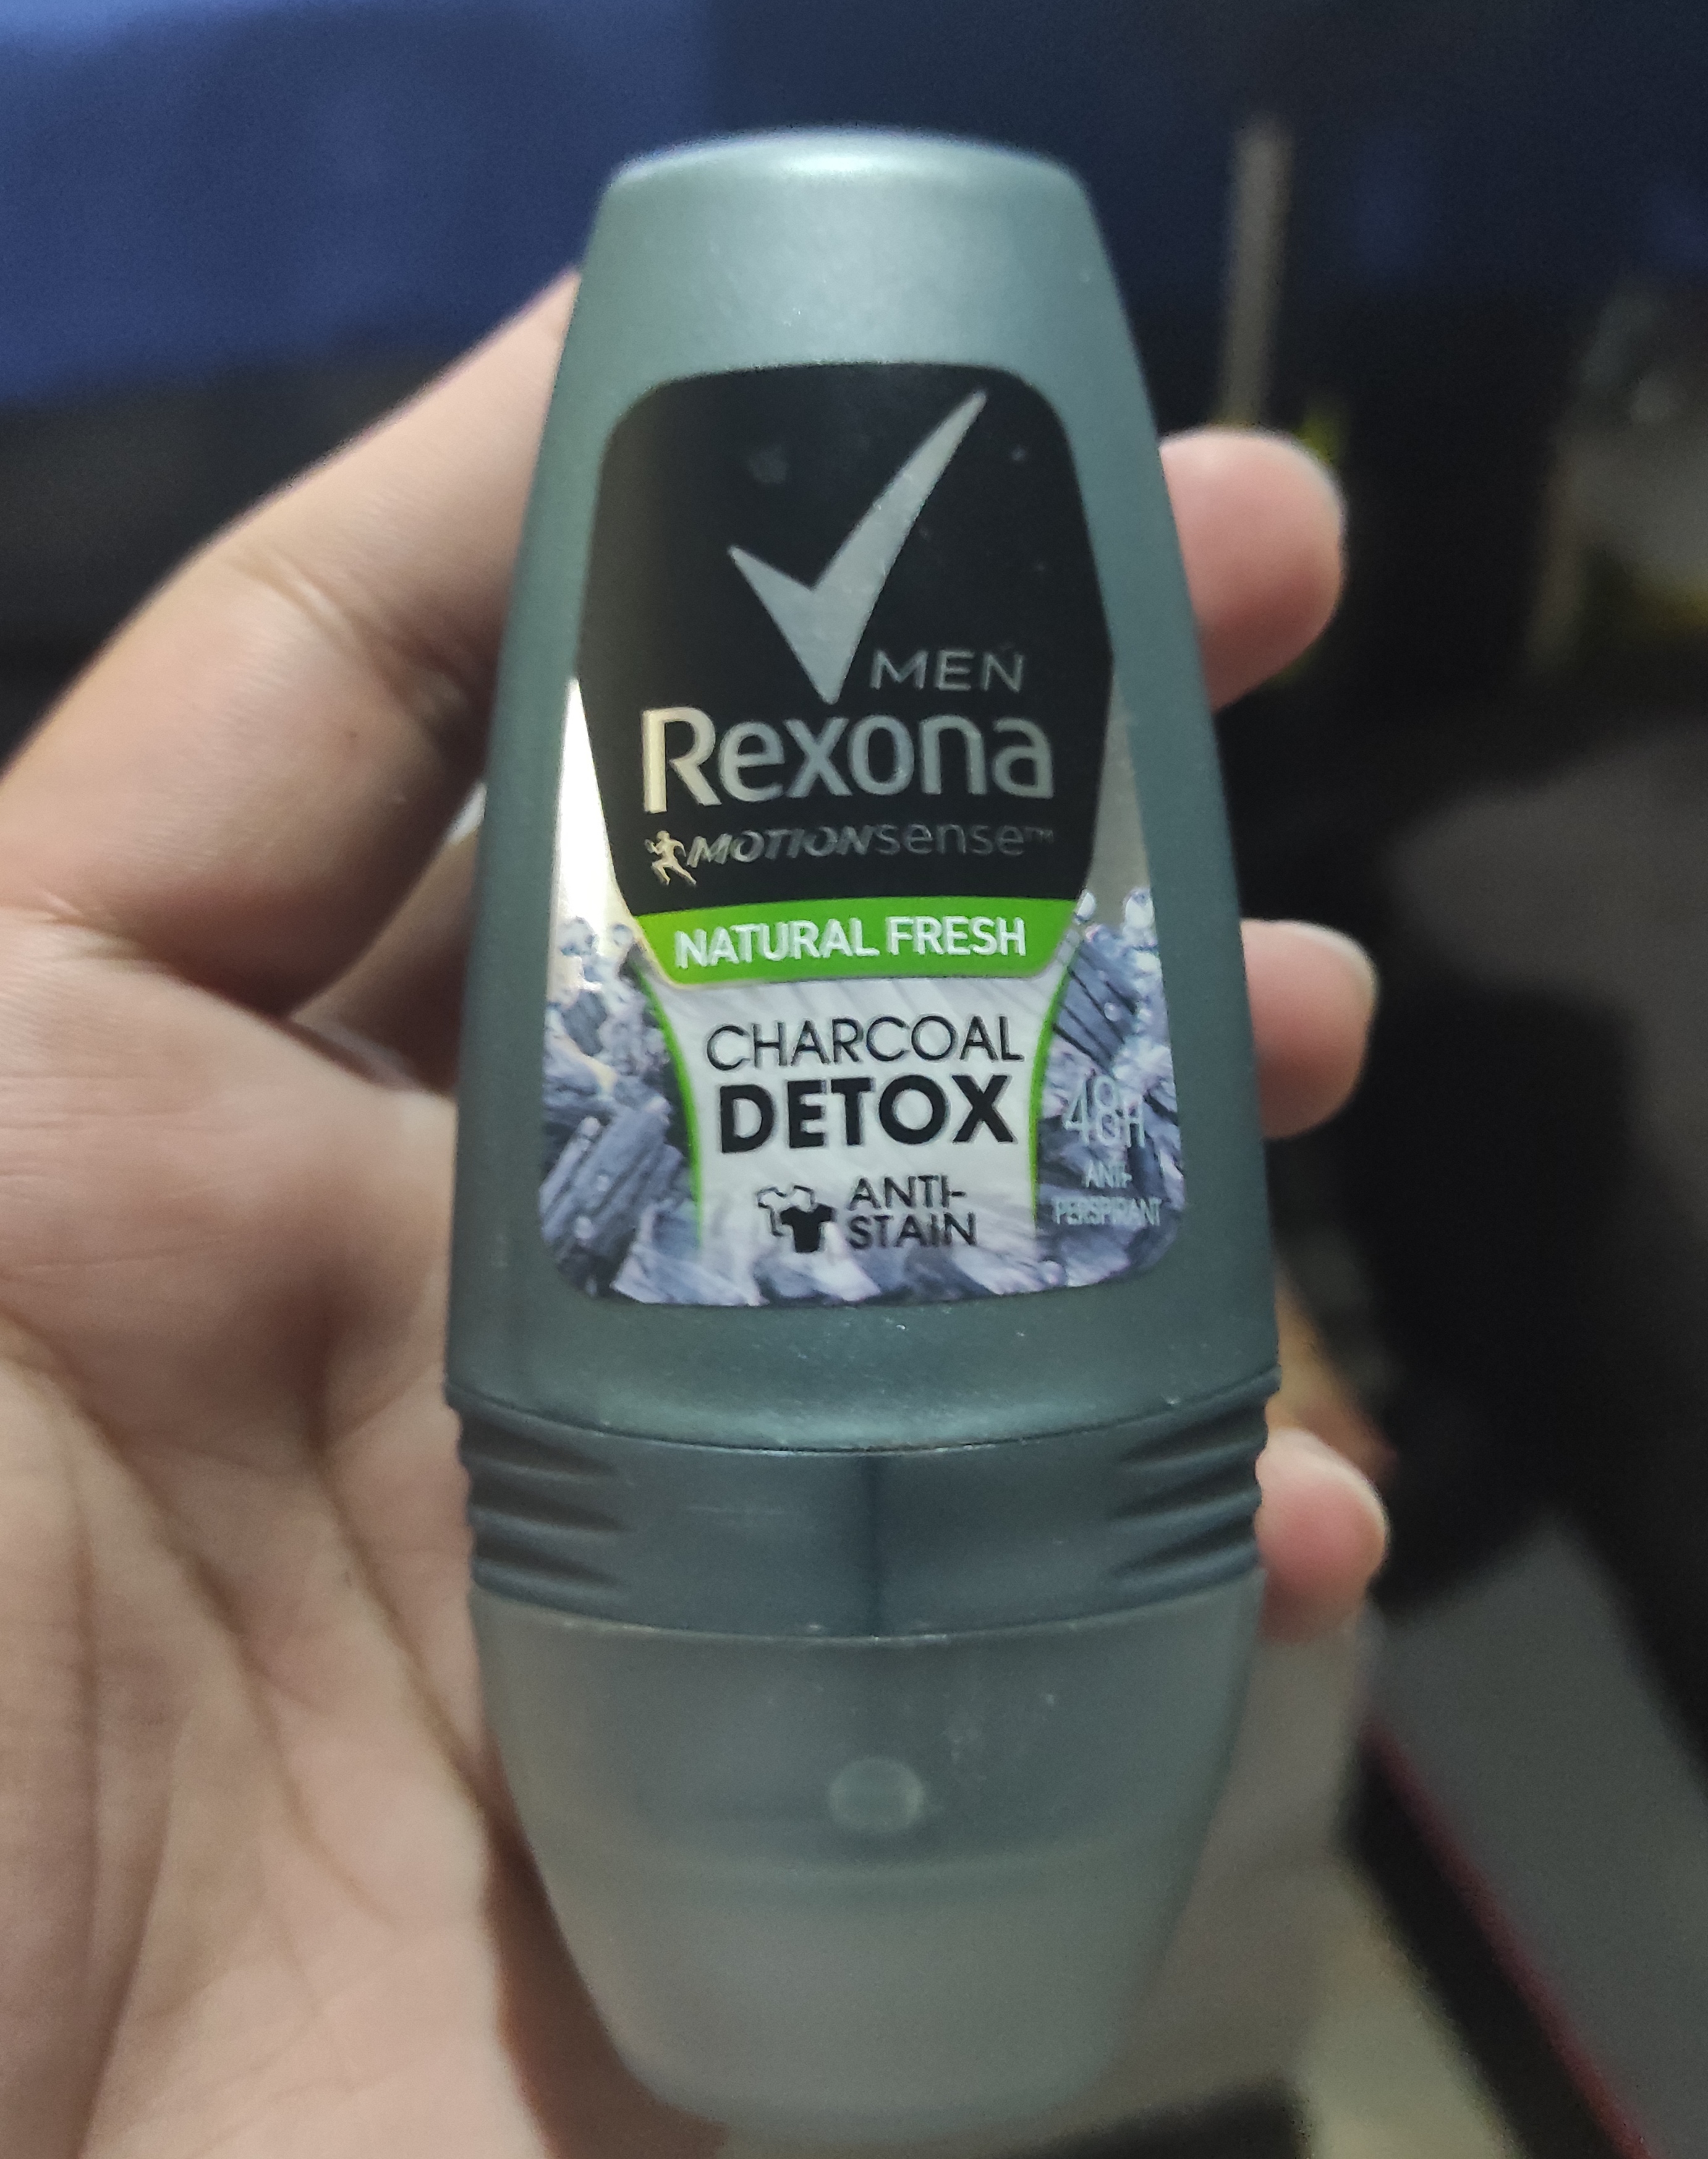 MEN
Rexona
MOTIONsense™
NATURAL FRESH
CHARCOAL
DETOX
ANTI-
STAIN
48H
ANTI-
PERSPIRANT